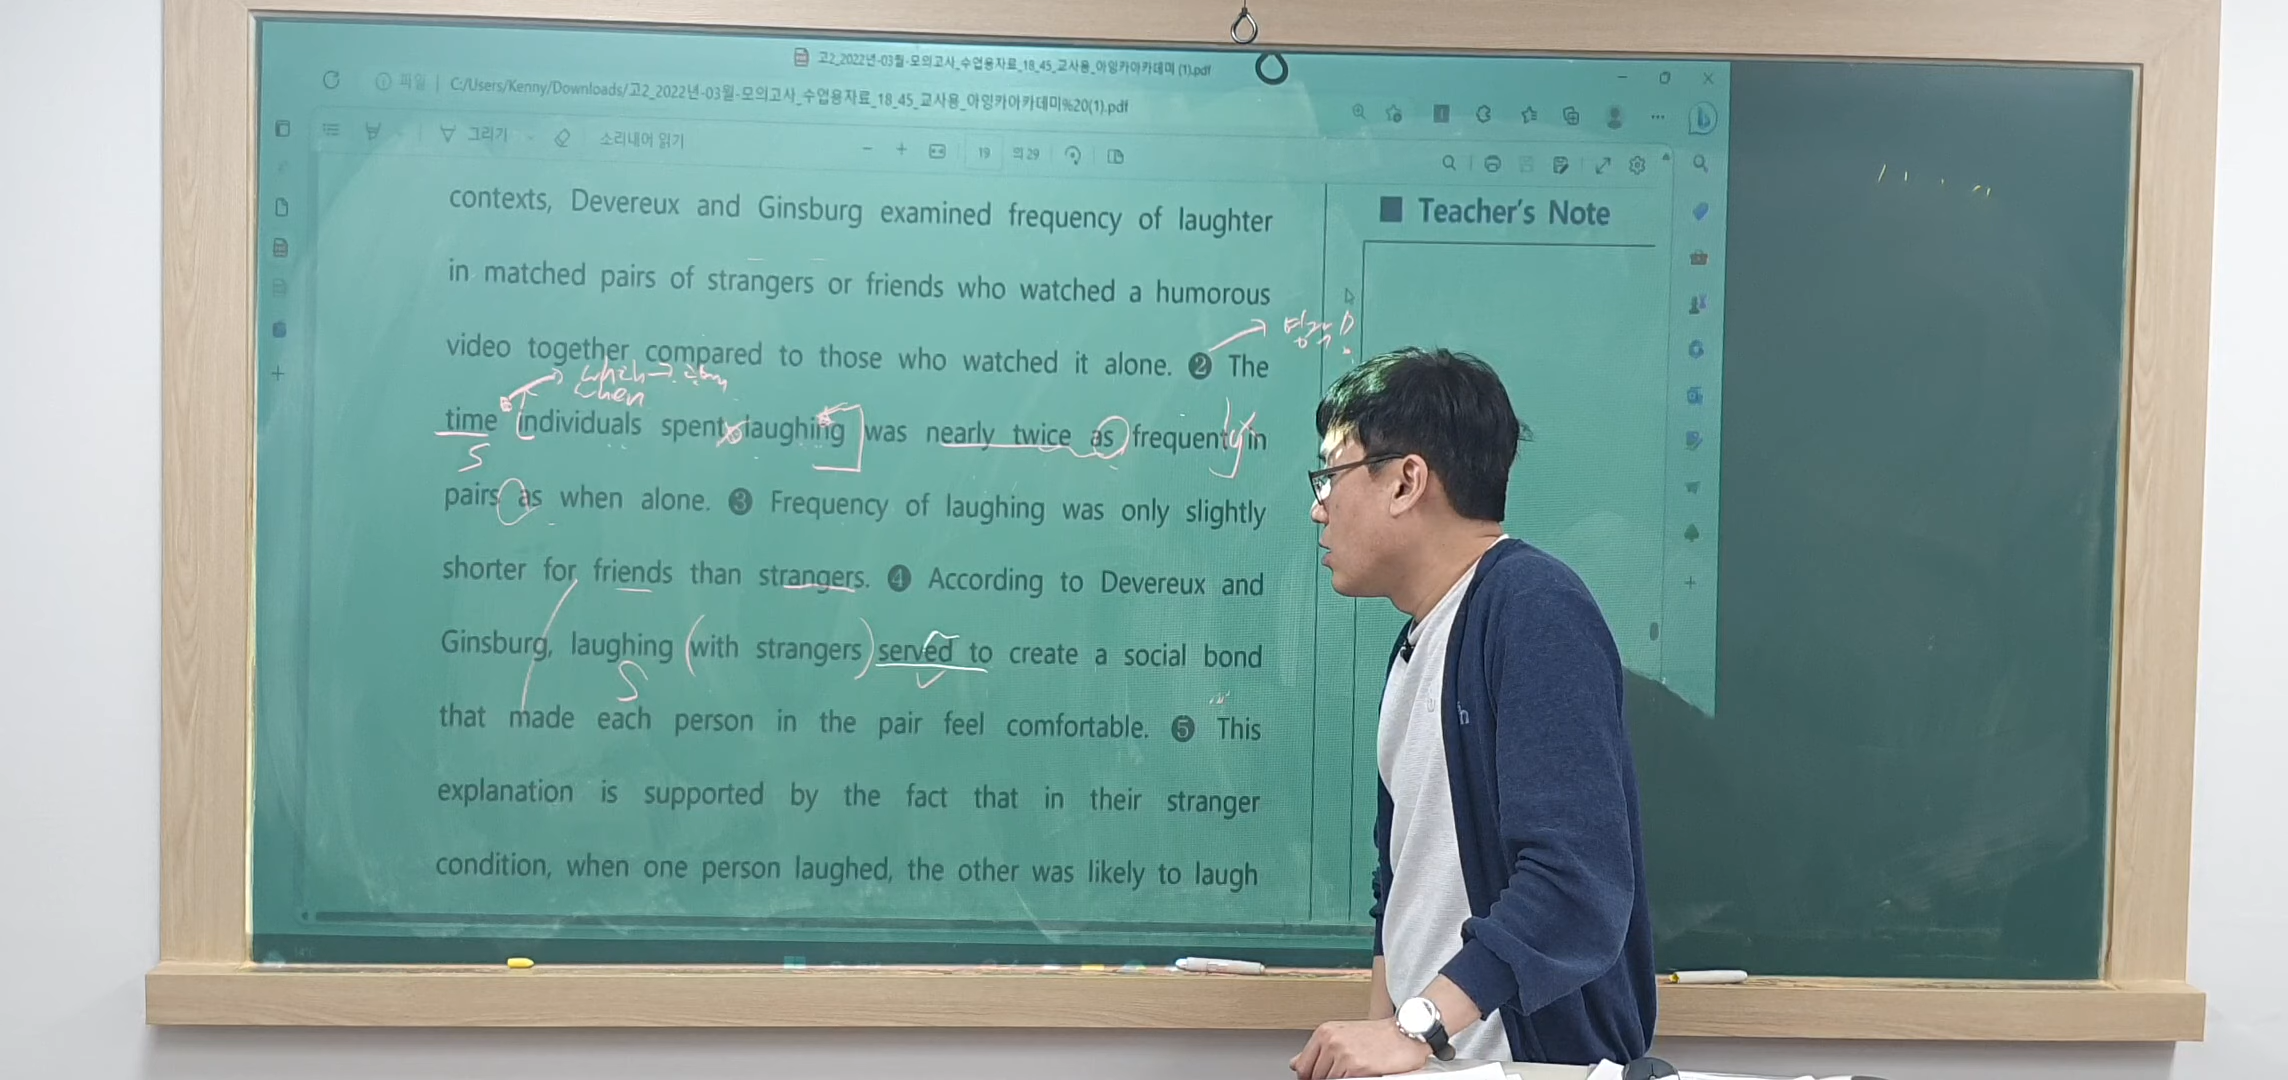 고2_2022년-03월-모의고사_수업용자료_18_45_교사용_아잉카아카데미 (1).pdf
파일 | C:/Users/Kenny/Downloads/고2_2022년-03월-모의고사_수업용자료_18_45_교사용_아잉카아카데미%20(1).pdf
그리기 소리내어 읽기 19 의 29
contexts, Devereux and Ginsburg examined frequency of laughter
in matched pairs of strangers or friends who watched a humorous
video together compared to those who watched it alone. ❷ The
which
when
time individuals spent laughing was nearly twice as frequently in
S
pairs as when alone. ❸ Frequency of laughing was only slightly
shorter for friends than strangers. ❹ According to Devereux and
Ginsburg, laughing (with strangers) served to create a social bond
S V
that made each person in the pair feel comfortable. ❺ This
explanation is supported by the fact that in their stranger
condition, when one person laughed, the other was likely to laugh
■ Teacher's Note